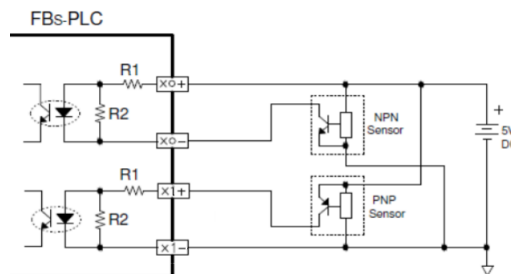 FBs-PLC
R1
X0+
R2
NPN
Sensor
X0-
+
5V
R1
X1+
R2
PNP
Sensor
X1-